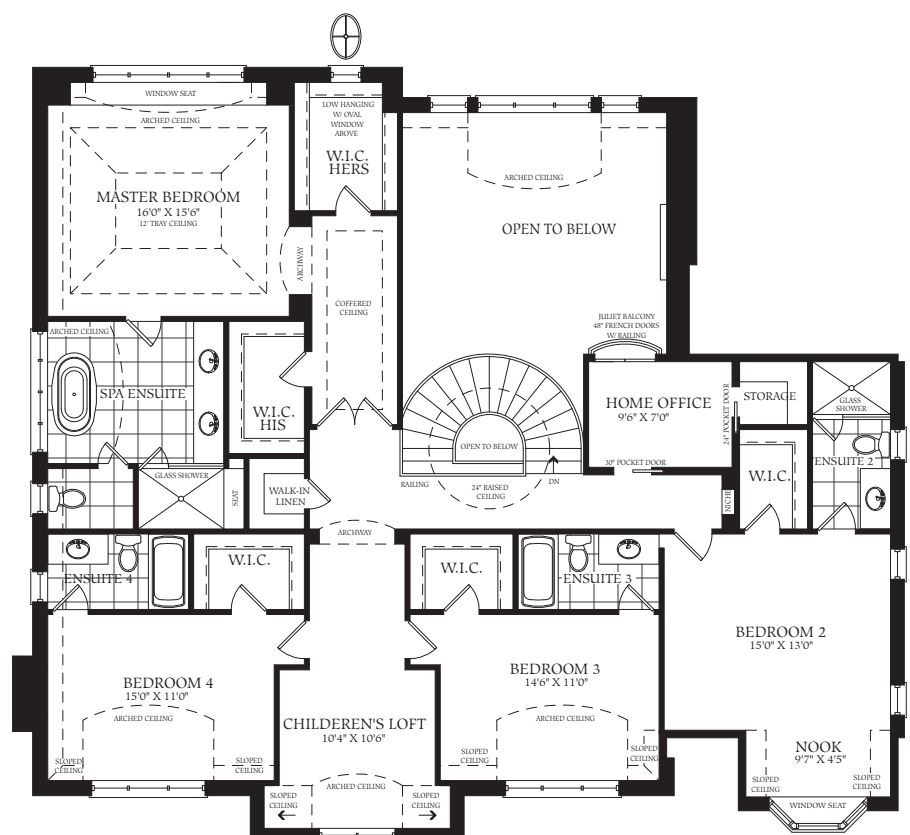 WINDOW SEAT
ARCHED CEILING
MASTER BEDROOM
16'0" X 15'6"
12' TRAY CEILING
LOW HANGING
W/ OVAL
WINDOW
ABOVE
W.I.C.
HERS
ARCHWAY
COFFERED
CEILING
ARCHED CEILING
OPEN TO BELOW
JULIET BALCONY
48" FRENCH DOORS
W/ RAILING
ARCHED CEILING
SPA ENSUITE
W.I.C.
HIS
GLASS SHOWER
SEAT
WALK-IN
LINEN
OPEN TO BELOW
RAILING
24" RAISED
CEILING
DN
HOME OFFICE
9'6" X 7'0"
24" POCKET DOOR
30" POCKET DOOR
STORAGE
GLASS
SHOWER
ENSUITE 2
W.I.C.
NICHE
ARCHWAY
ENSUITE 4
W.I.C.
W.I.C.
ENSUITE 3
BEDROOM 2
15'0" X 13'0"
BEDROOM 4
15'0" X 11'0"
ARCHED CEILING
SLOPED
CEILING
SLOPED
CEILING
CHILDEREN'S LOFT
10'4" X 10'6"
ARCHED CEILING
SLOPED
CEILING
SLOPED
CEILING
BEDROOM 3
14'6" X 11'0"
ARCHED CEILING
SLOPED
CEILING
SLOPED
CEILING
NOOK
9'7" X 4'5"
SLOPED
CEILING
SLOPED
CEILING
WINDOW SEAT